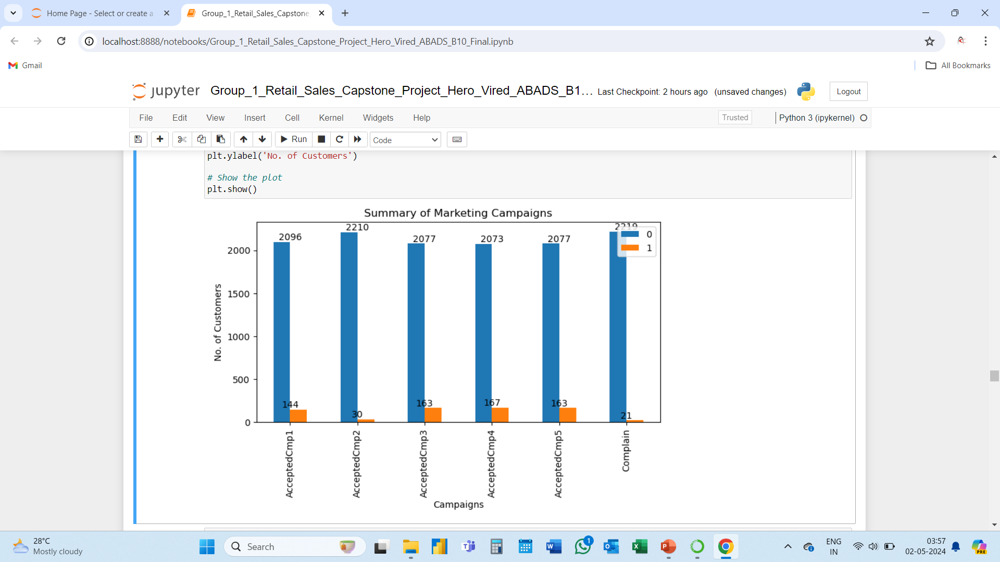 Home Page - Select or create a
Group_1_Retail_Sales_Capstone
localhost:8888/notebooks/Group_1_Retail_Sales_Capstone_Project_Hero_Vired_ABADS_B10_Final.ipynb
Gmail
All Bookmarks
jupyter
Group_1_Retail_Sales_Capstone_Project_Hero_Vired_ABADS_B1... Last Checkpoint: 2 hours ago (unsaved changes)
Logout
File Edit View Insert Cell Kernel Widgets Help
Trusted
Python 3 (ipykernel)
Run
Code
plt.ylabel('No. of Customers')
# Show the plot
plt.show()
Summary of Marketing Campaigns
2096
2210
2077
2073
2077
2219
0
1
2000
1500
1000
500
0
No. of Customers
144
30
163
167
163
21
AcceptedCmp1
AcceptedCmp2
AcceptedCmp3
AcceptedCmp4
AcceptedCmp5
Complain
Campaigns
28°C
Mostly cloudy
Search
1
ENG
IN
03:57
02-05-2024
PRE